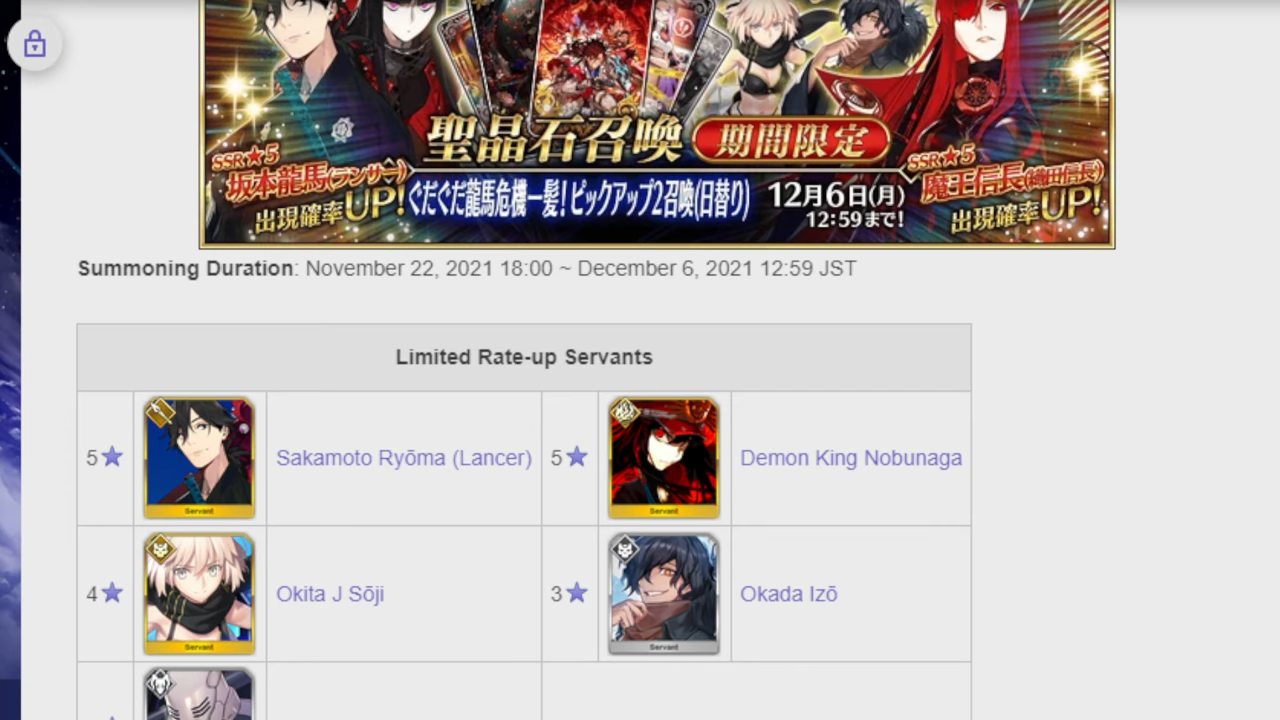 聖晶石召喚
期間限定
SSR★5
坂本龍馬(ランサー)
出現確率UP!
ぐだぐだ龍馬危機一髪!ピックアップ2召喚(日替り)
12月6日(月)
12:59まで!
SSR★5
魔王信長(織田信長)
出現確率UP!
Summoning Duration: November 22, 2021 18:00 ~ December 6, 2021 12:59 JST
Limited Rate-up Servants
5★ Servant Sakamoto Ryōma (Lancer) 5★ Servant Demon King Nobunaga
4★ Servant Okita J Sōji 3★ Servant Okada Izō